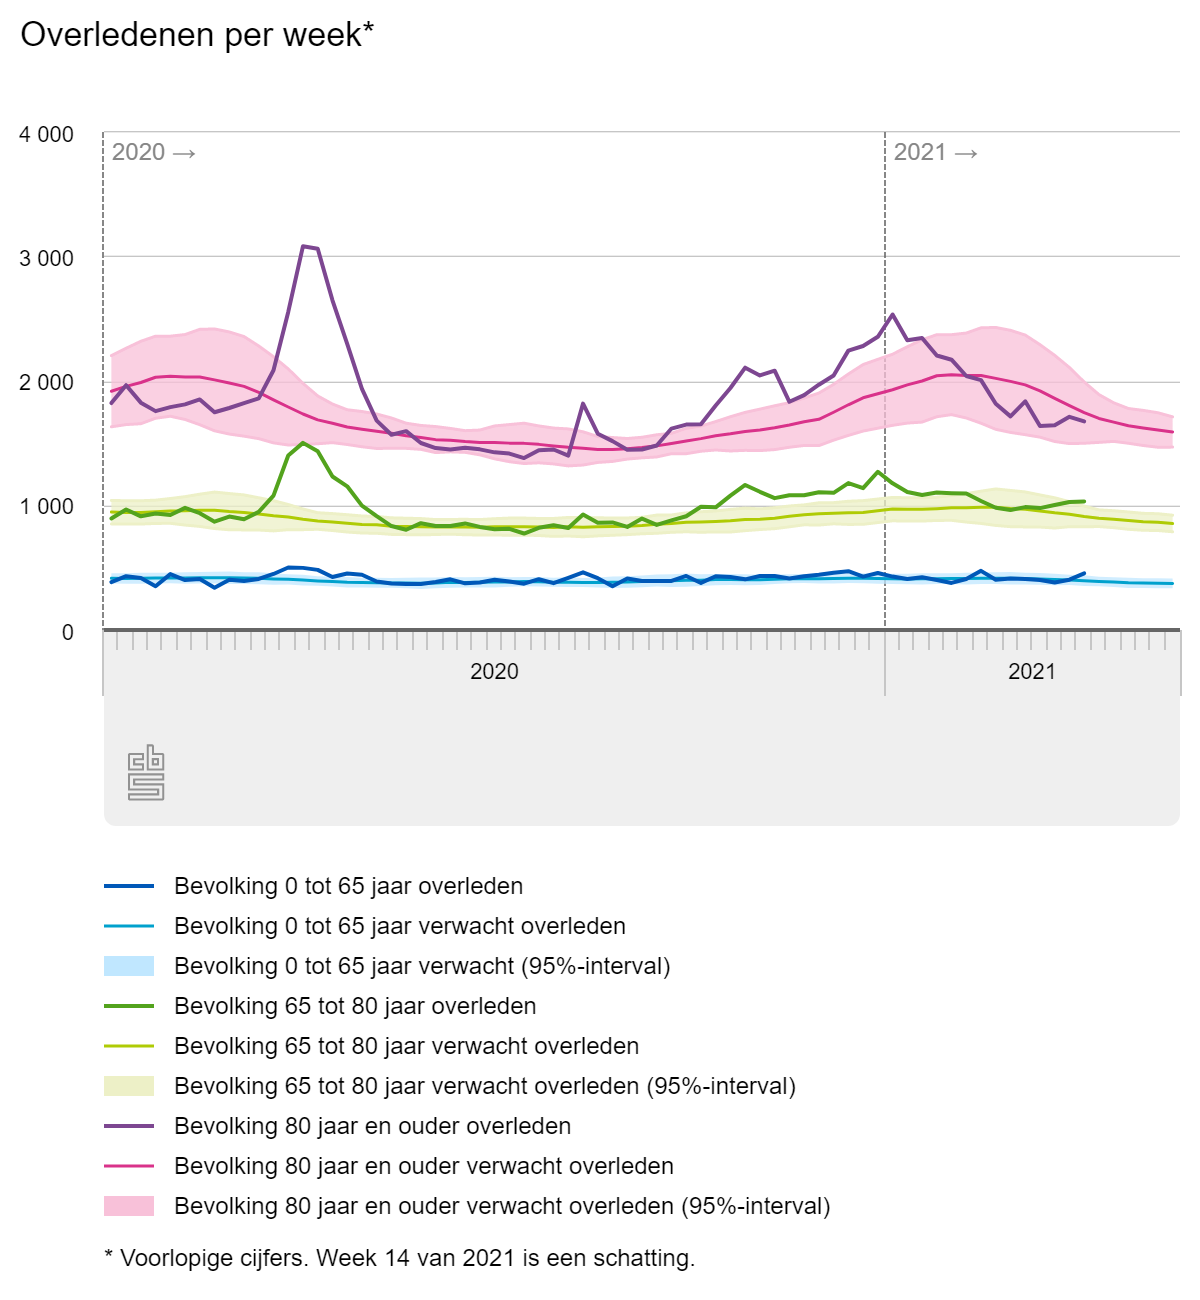 Overledenen per week*
4 000
2020 →
2021 →
3 000
2 000
1 000
0
2020
2021
cbs
Bevolking 0 tot 65 jaar overleden
Bevolking 0 tot 65 jaar verwacht overleden
Bevolking 0 tot 65 jaar verwacht (95%-interval)
Bevolking 65 tot 80 jaar overleden
Bevolking 65 tot 80 jaar verwacht overleden
Bevolking 65 tot 80 jaar verwacht overleden (95%-interval)
Bevolking 80 jaar en ouder overleden
Bevolking 80 jaar en ouder verwacht overleden
Bevolking 80 jaar en ouder verwacht overleden (95%-interval)
* Voorlopige cijfers. Week 14 van 2021 is een schatting.